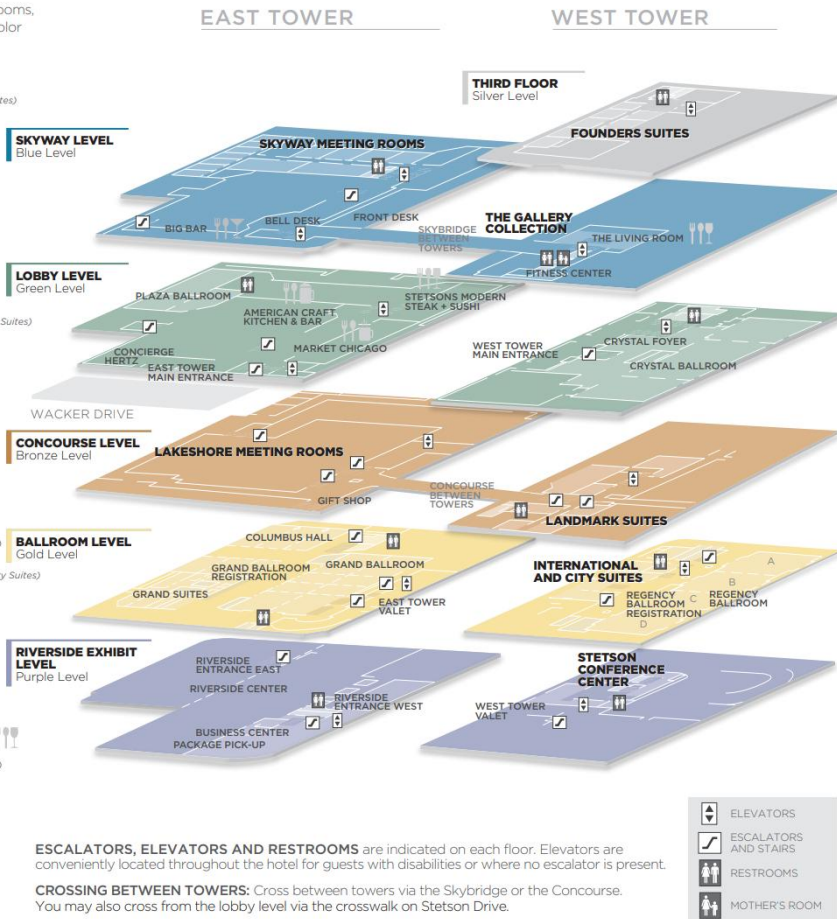 ooms,
olor
EAST TOWER
WEST TOWER
THIRD FLOOR
Silver Level
FOUNDERS SUITES
tes)
SKYWAY LEVEL
Blue Level
SKYWAY MEETING ROOMS
BIG BAR
BELL DESK
FRONT DESK
SKYBRIDGE
BETWEEN
TOWERS
THE GALLERY
COLLECTION
THE LIVING ROOM
FITNESS CENTER
LOBBY LEVEL
Green Level
Suites)
PLAZA BALLROOM
AMERICAN CRAFT
KITCHEN & BAR
STETSONS MODERN
STEAK + SUSHI
CONCIERGE
HERTZ
MARKET CHICAGO
EAST TOWER
MAIN ENTRANCE
WEST TOWER
MAIN ENTRANCE
CRYSTAL FOYER
CRYSTAL BALLROOM
WACKER DRIVE
CONCOURSE LEVEL
Bronze Level
LAKESHORE MEETING ROOMS
GIFT SHOP
CONCOURSE
BETWEEN
TOWERS
LANDMARK SUITES
BALLROOM LEVEL
Gold Level
y Suites)
COLUMBUS HALL
GRAND BALLROOM
REGISTRATION
GRAND BALLROOM
GRAND SUITES
EAST TOWER
VALET
INTERNATIONAL
AND CITY SUITES
A
B
C
D
REGENCY
BALLROOM
REGISTRATION
REGENCY
BALLROOM
RIVERSIDE EXHIBIT
LEVEL
Purple Level
RIVERSIDE
ENTRANCE EAST
RIVERSIDE CENTER
RIVERSIDE
ENTRANCE WEST
BUSINESS CENTER
PACKAGE PICK-UP
STETSON
CONFERENCE
CENTER
WEST TOWER
VALET
ELEVATORS
ESCALATORS
AND STAIRS
RESTROOMS
MOTHER'S ROOM
ESCALATORS, ELEVATORS AND RESTROOMS are indicated on each floor. Elevators are
conveniently located throughout the hotel for guests with disabilities or where no escalator is present.
CROSSING BETWEEN TOWERS: Cross between towers via the Skybridge or the Concourse.
You may also cross from the lobby level via the crosswalk on Stetson Drive.